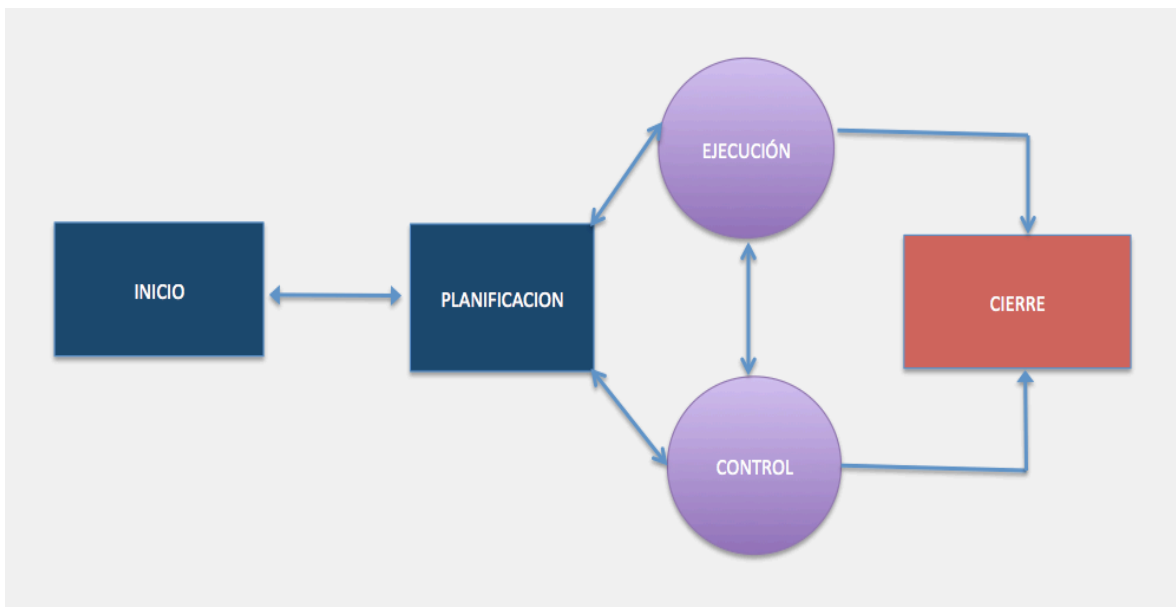 INICIO
PLANIFICACION
EJECUCIÓN
CONTROL
CIERRE